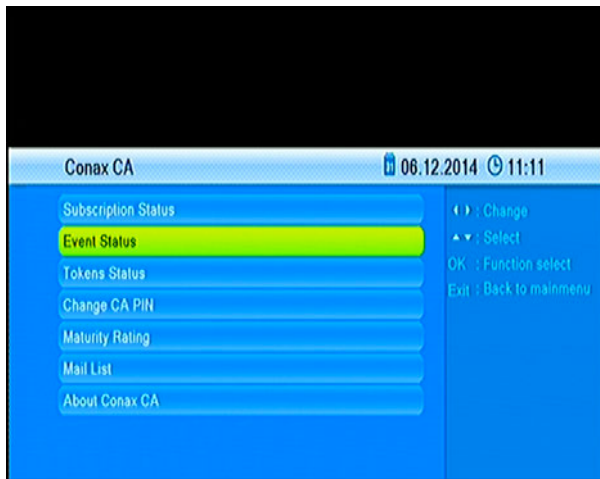 Conax CA 06.12.2014 11:11
Subscription Status
Event Status
Tokens Status
Change CA PIN
Maturity Rating
Mail List
About Conax CA
: Change
: Select
OK : Function select
Exit : Back to mainmenu